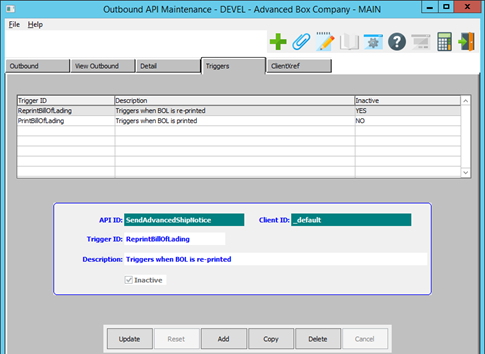 Outbound API Maintenance - DEVEL - Advanced Box Company - MAIN
File Help
Outbound View Outbound Detail Triggers ClientXref
Trigger ID Description Inactive
ReprintBillOfLading Triggers when BOL is re-printed YES
PrintBillOfLading Triggers when BOL is printed NO
API ID: SendAdvancedShipNotice Client ID: _default
Trigger ID: ReprintBillOfLading
Description: Triggers when BOL is re-printed
Inactive
Update Reset Add Copy Delete Cancel